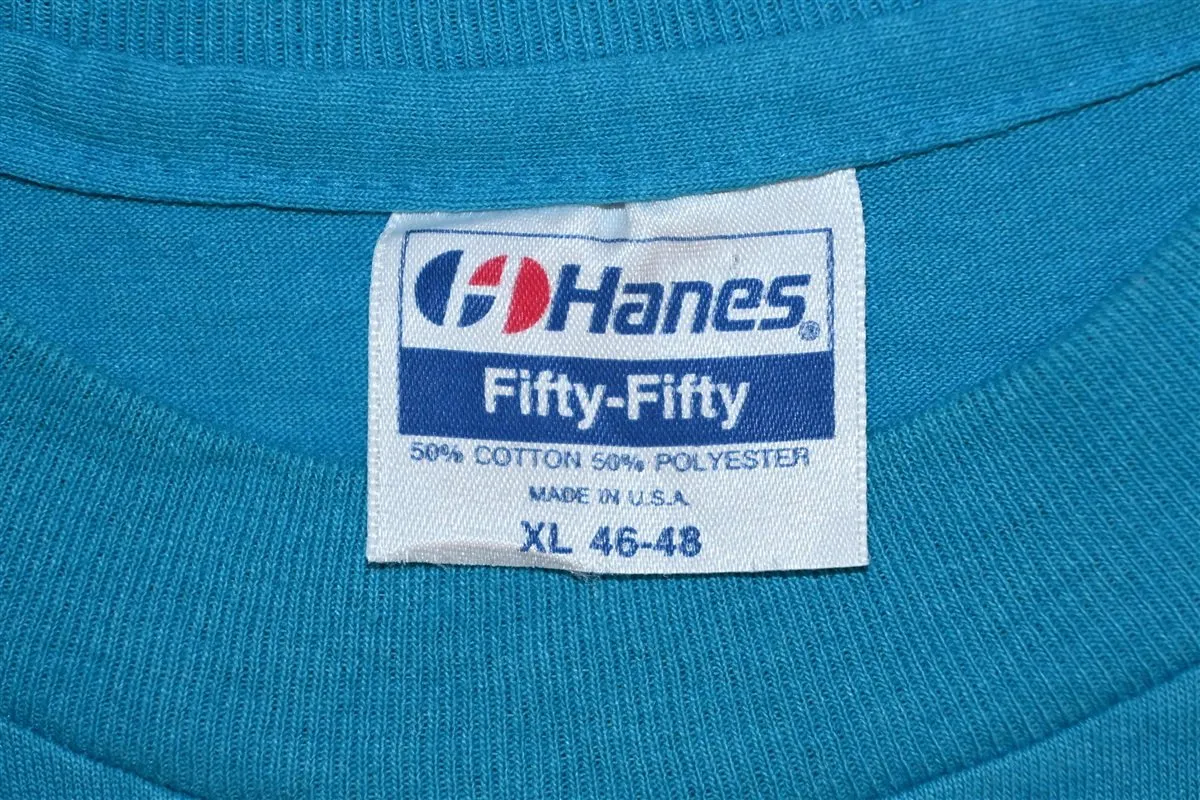 Hanes®
Fifty-Fifty
50% COTTON 50% POLYESTER
MADE IN U.S.A.
XL 46-48